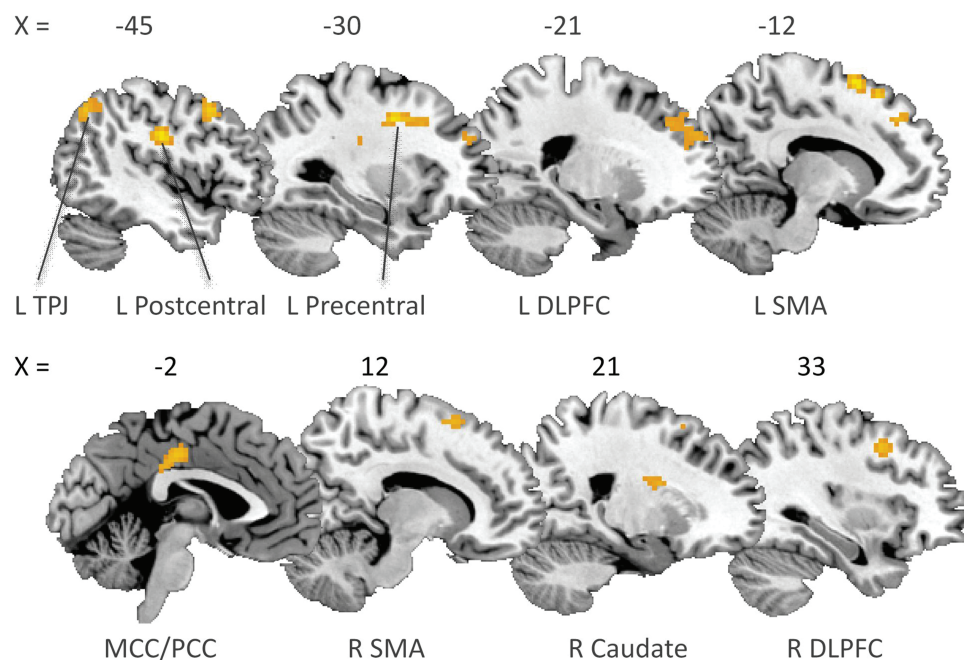 X = -45 -30 -21 -12
L TPJ L Postcentral L Precentral L DLPFC L SMA
X = -2 12 21 33
MCC/PCC R SMA R Caudate R DLPFC